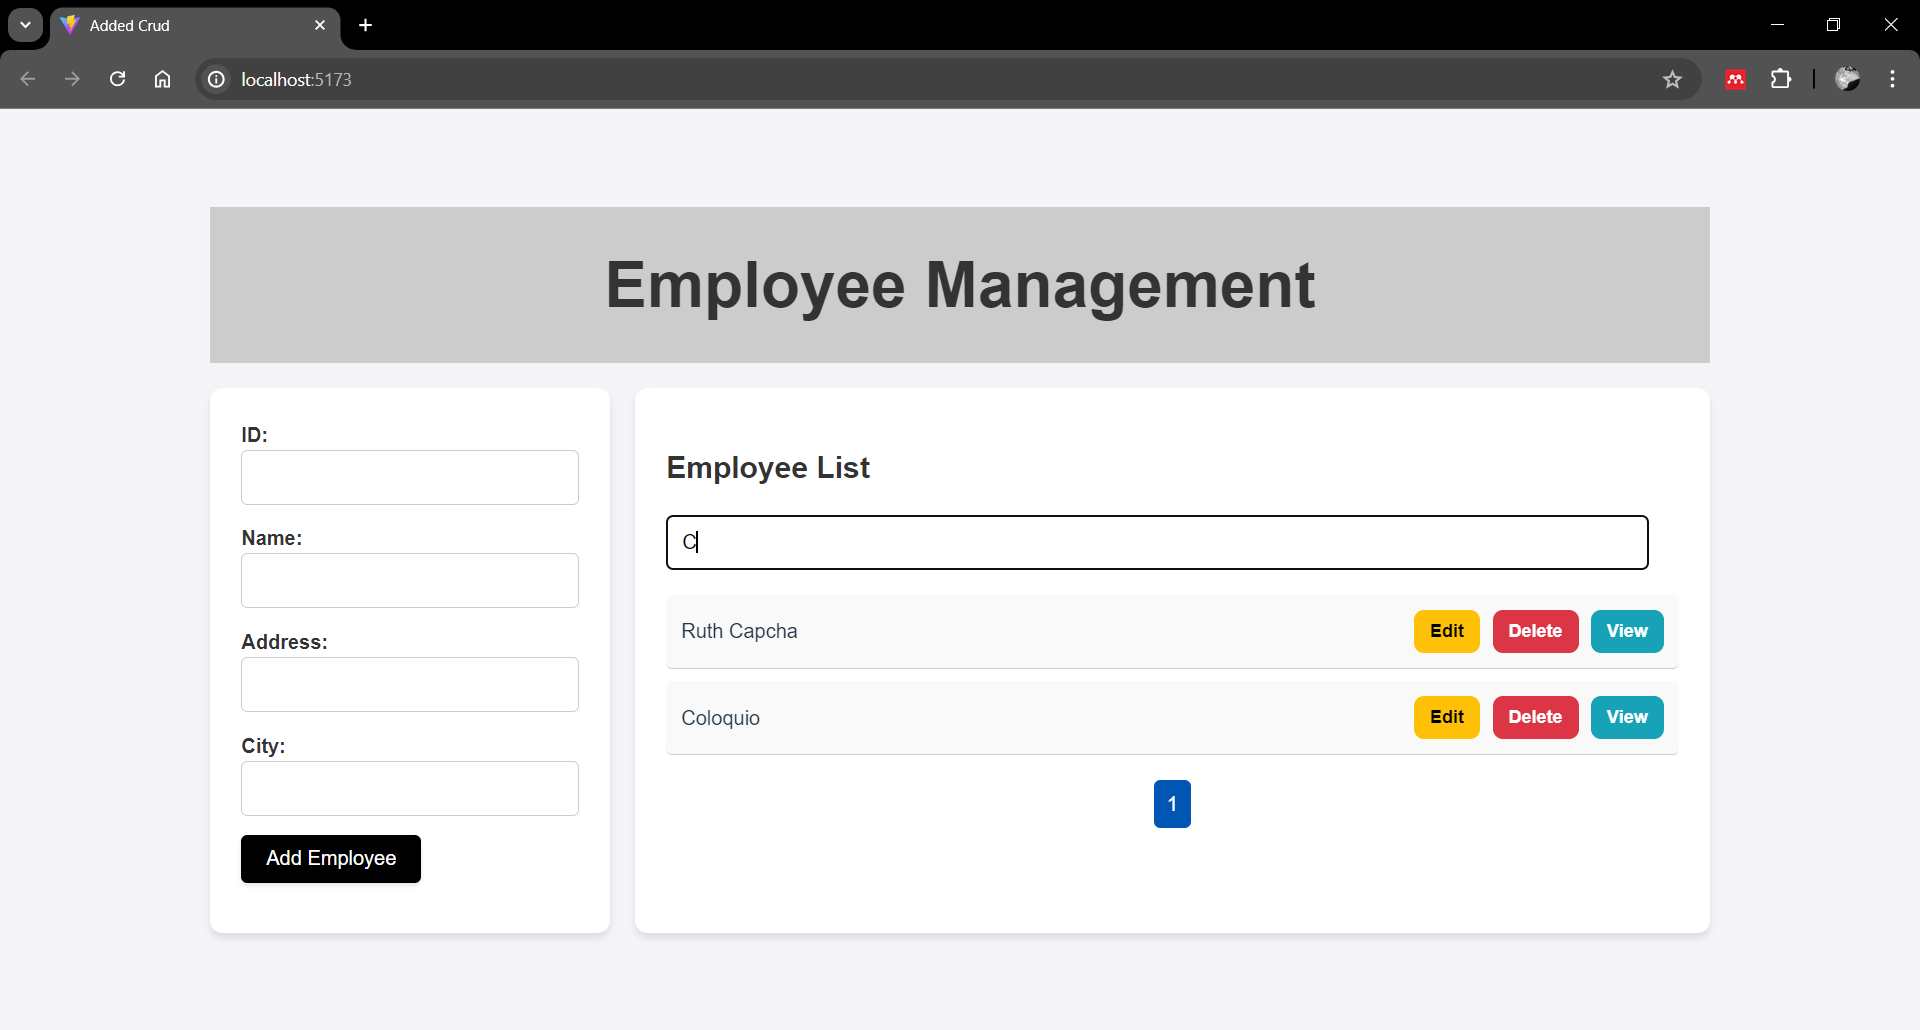 Added Crud
localhost:5173
Employee Management
ID:
Name:
Address:
City:
Add Employee
Employee List
C
Ruth Capcha Edit Delete View
Coloquio Edit Delete View
1